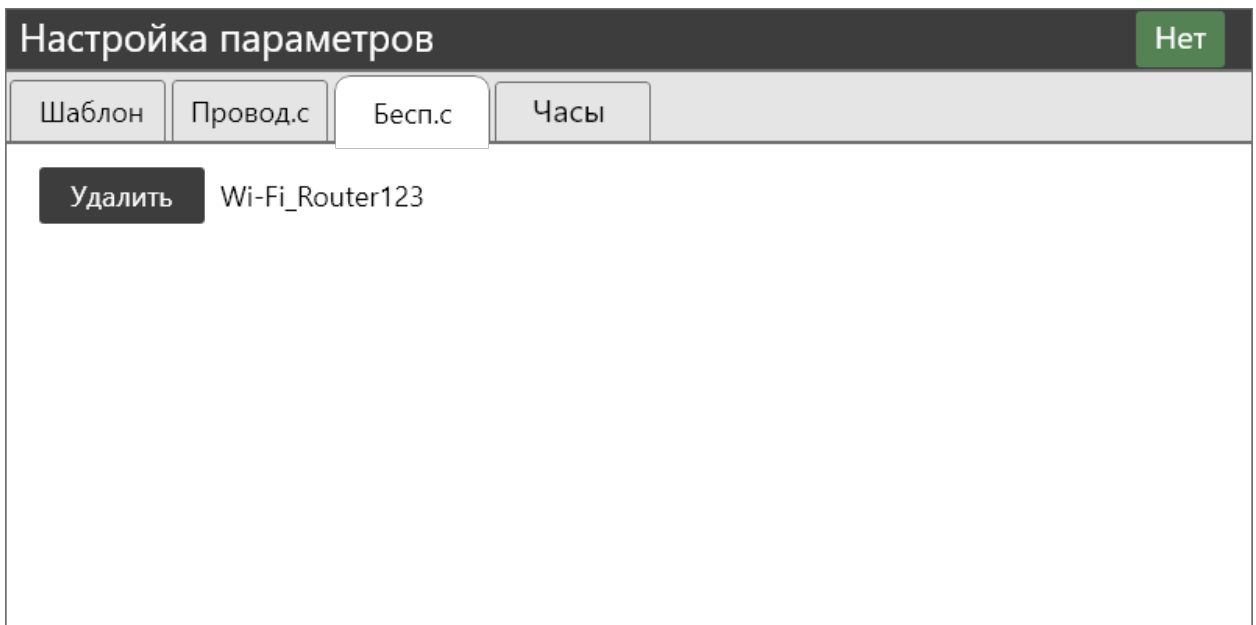 Настройка параметров Нет
Шаблон Провод.с Бесп.с Часы
Удалить Wi-Fi_Router123